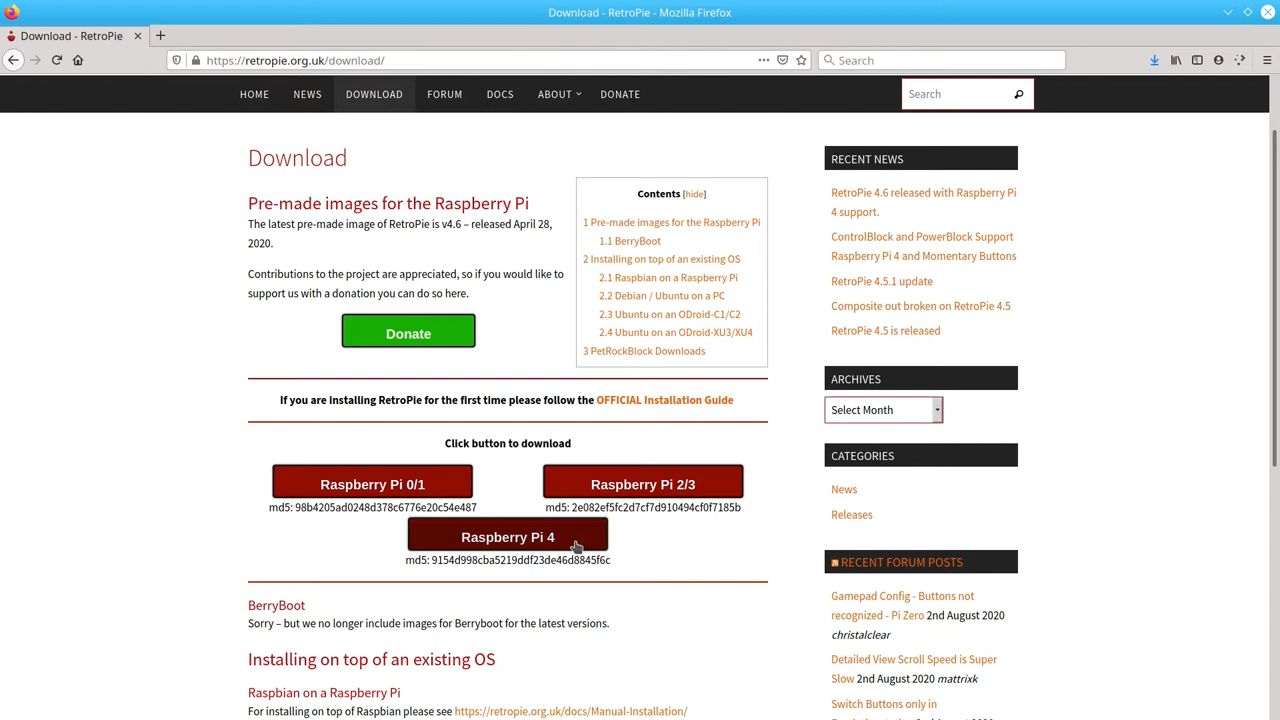 Download - RetroPie - Mozilla Firefox
Download - RetroPie
https://retropie.org.uk/download/
Search
HOME
NEWS
DOWNLOAD
FORUM
DOCS
ABOUT
DONATE
Search
Download
Pre-made images for the Raspberry Pi
The latest pre-made image of RetroPie is v4.6 – released April 28,
2020.
Contributions to the project are appreciated, so if you would like to
support us with a donation you can do so here.
Donate
Contents [hide]
1 Pre-made images for the Raspberry Pi
1.1 BerryBoot
2 Installing on top of an existing OS
2.1 Raspbian on a Raspberry Pi
2.2 Debian / Ubuntu on a PC
2.3 Ubuntu on an ODroid-C1/C2
2.4 Ubuntu on an ODroid-XU3/XU4
3 PetRockBlock Downloads
If you are installing RetroPie for the first time please follow the OFFICIAL Installation Guide
Click button to download
Raspberry Pi 0/1
Raspberry Pi 2/3
md5: 98b4205ad0248d378c6776e20c54e487
md5: 2e082ef5fc2d7cf7d910494cf0f7185b
Raspberry Pi 4
md5: 9154d998cba5219ddf23de46d8845f6c
BerryBoot
Sorry – but we no longer include images for Berryboot for the latest versions.
Installing on top of an existing OS
Raspbian on a Raspberry Pi
For installing on top of Raspbian please see https://retropie.org.uk/docs/Manual-Installation/
RECENT NEWS
RetroPie 4.6 released with Raspberry Pi
4 support.
ControlBlock and PowerBlock Support
Raspberry Pi 4 and Momentary Buttons
RetroPie 4.5.1 update
Composite out broken on RetroPie 4.5
RetroPie 4.5 is released
ARCHIVES
Select Month
CATEGORIES
News
Releases
RECENT FORUM POSTS
Gamepad Config - Buttons not
recognized - Pi Zero 2nd August 2020
christalclear
Detailed View Scroll Speed is Super
Slow 2nd August 2020 mattrixk
Switch Buttons only in